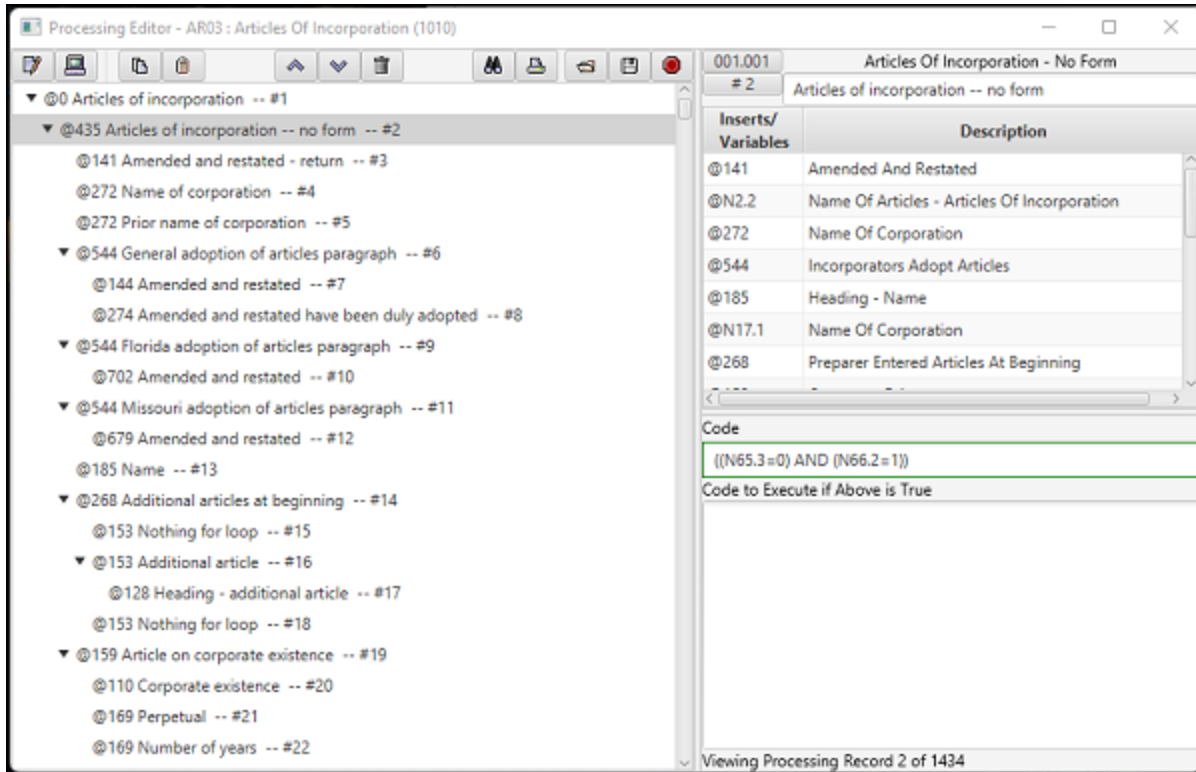 Processing Editor - AR03 : Articles Of Incorporation (1010)
@0 Articles of incorporation -- #1
@435 Articles of incorporation -- no form -- #2
@141 Amended and restated - return -- #3
@272 Name of corporation -- #4
@272 Prior name of corporation -- #5
@544 General adoption of articles paragraph -- #6
@144 Amended and restated -- #7
@274 Amended and restated have been duly adopted -- #8
@544 Florida adoption of articles paragraph -- #9
@702 Amended and restated -- #10
@544 Missouri adoption of articles paragraph -- #11
@679 Amended and restated -- #12
@185 Name -- #13
@268 Additional articles at beginning -- #14
@153 Nothing for loop -- #15
@153 Additional article -- #16
@128 Heading - additional article -- #17
@153 Nothing for loop -- #18
@159 Article on corporate existence -- #19
@110 Corporate existence -- #20
@169 Perpetual -- #21
@169 Number of years -- #22
001.001 Articles Of Incorporation - No Form
# 2 Articles of incorporation -- no form
Inserts/
Variables Description
@141 Amended And Restated
@N2.2 Name Of Articles - Articles Of Incorporation
@272 Name Of Corporation
@544 Incorporators Adopt Articles
@185 Heading - Name
@N17.1 Name Of Corporation
@268 Preparer Entered Articles At Beginning
Code
((N65.3=0) AND (N66.2=1))
Code to Execute if Above is True
Viewing Processing Record 2 of 1434